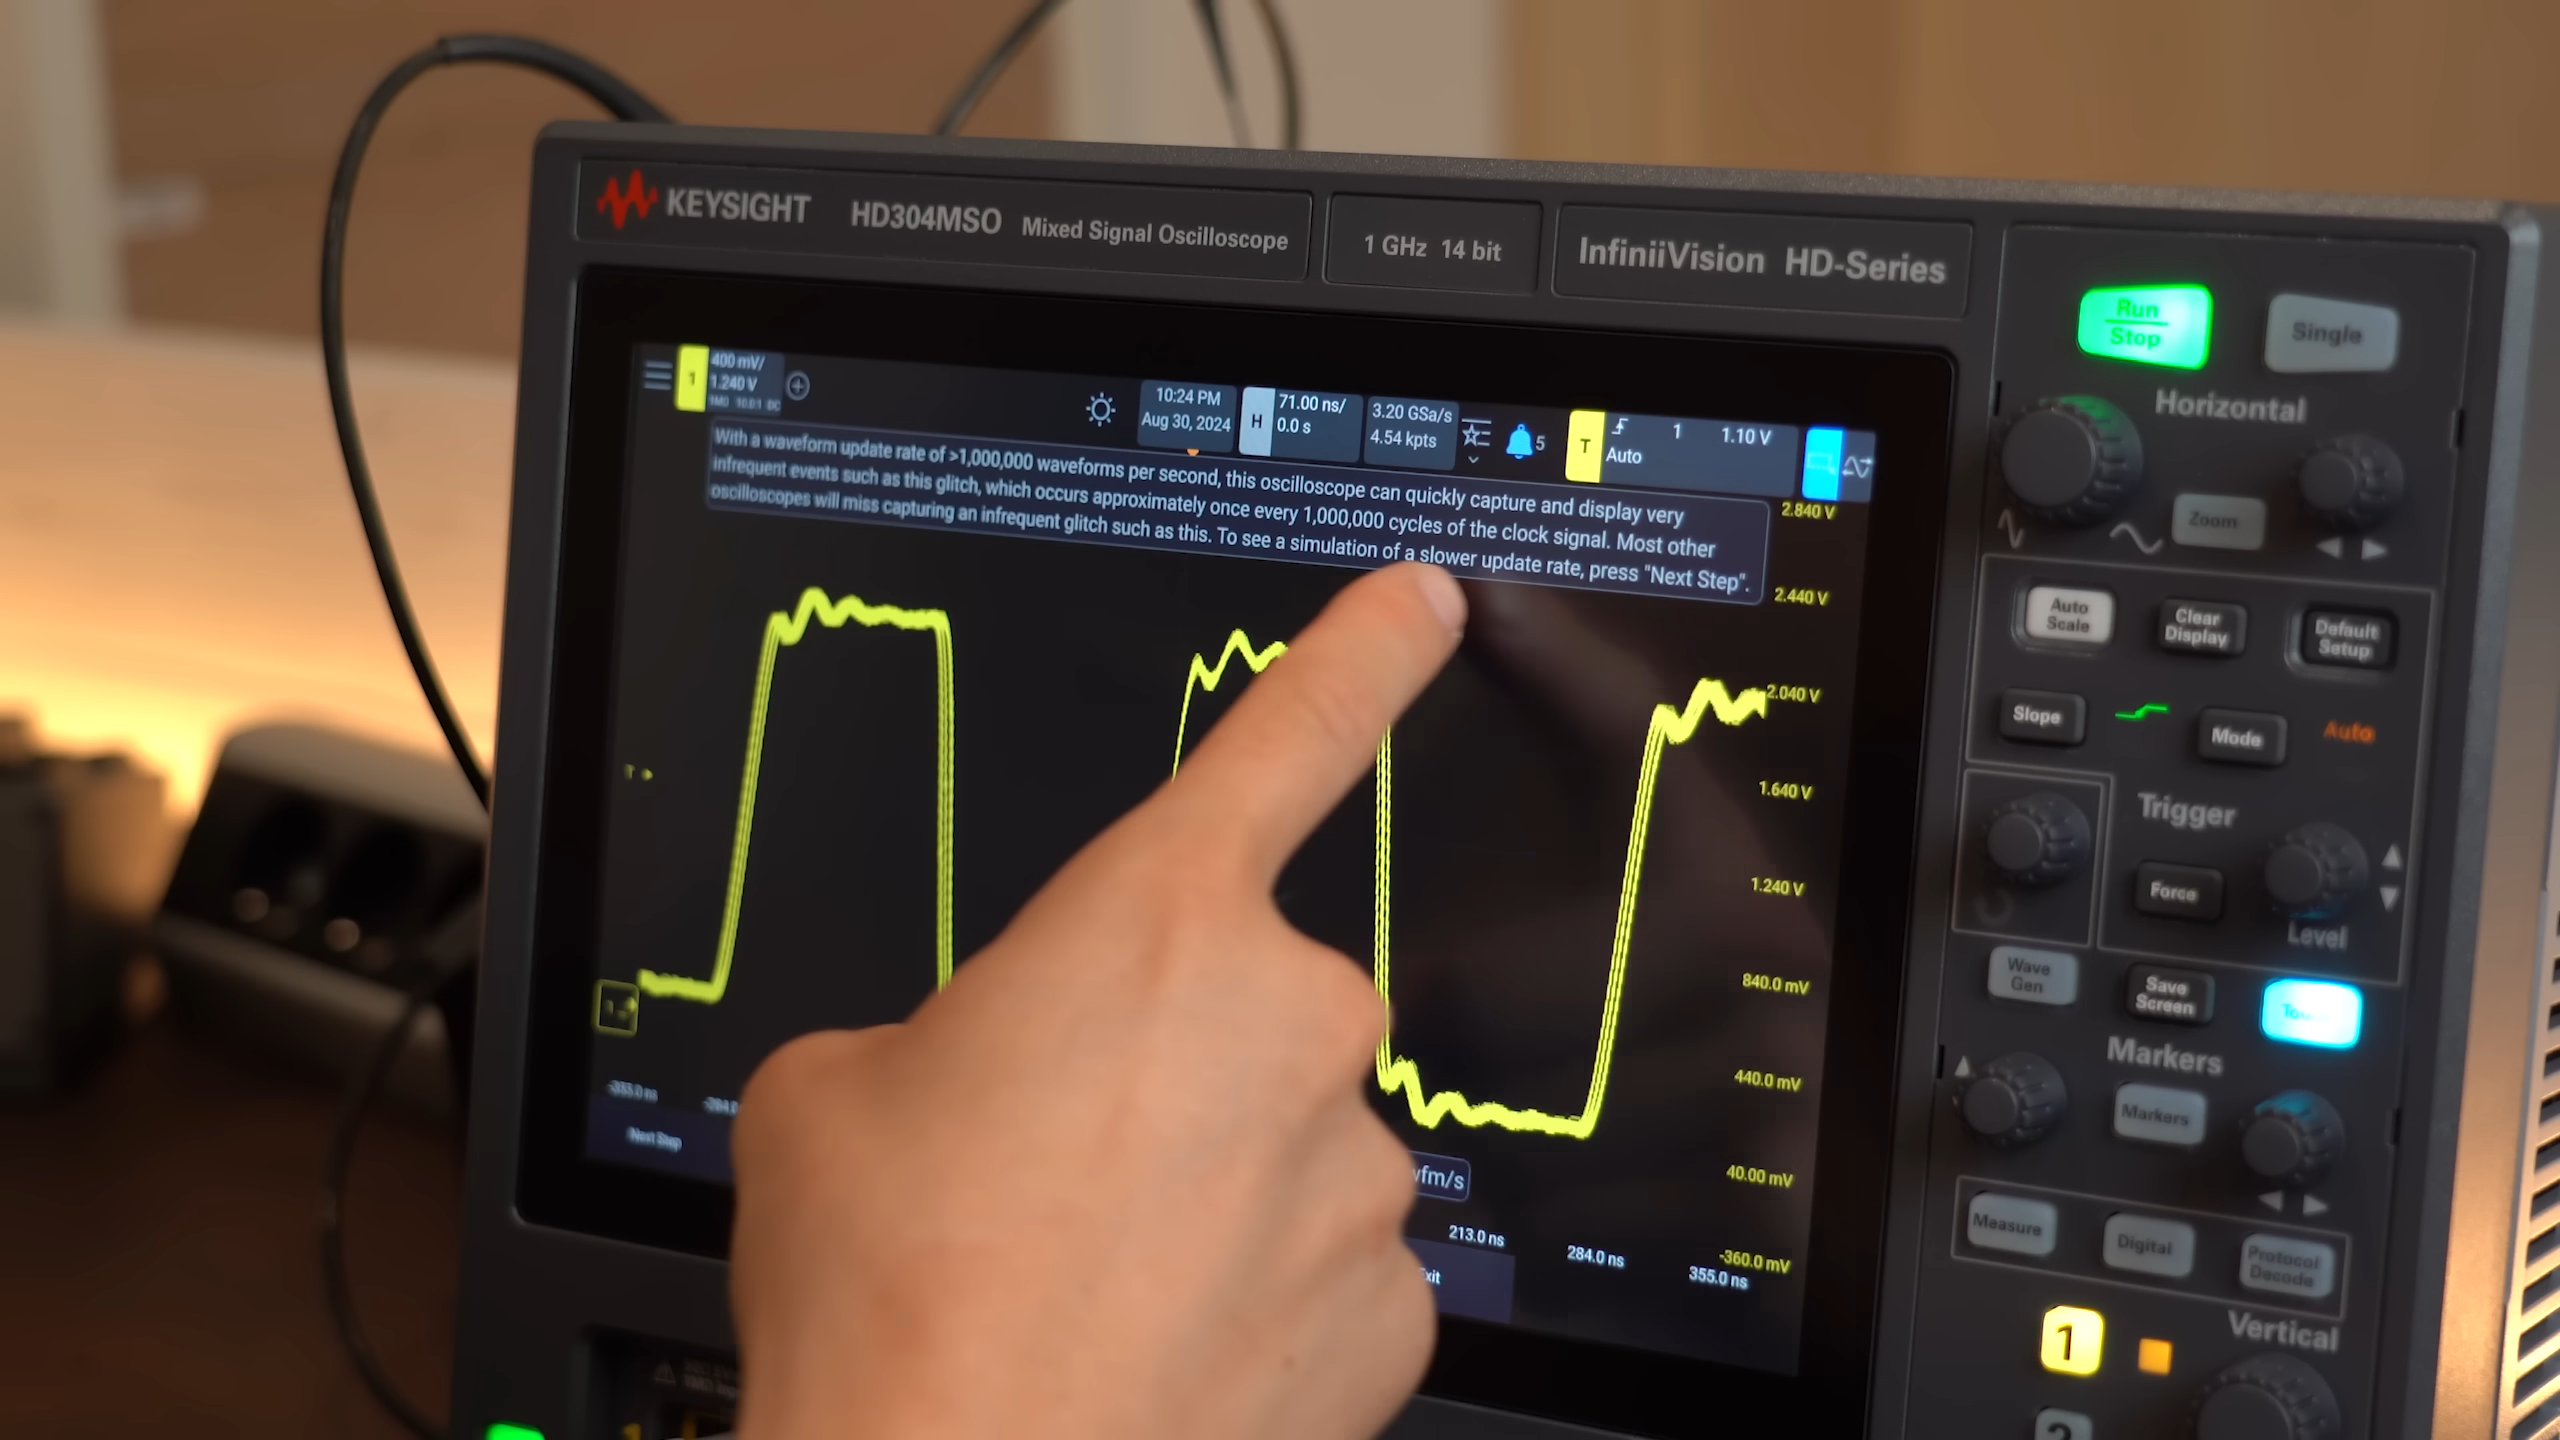 KEYSIGHT HD304MSO Mixed Signal Oscilloscope
1 GHz 14 bit
InfiniiVision HD-Series
Run
Stop
Single
Horizontal
Zoom
Auto
Scale
Clear
Display
Default
Setup
Slope
Mode
Auto
Trigger
Force
Level
Wave
Gen
Save
Screen
Markers
Markers
Measure
Digital
Protocol
Decode
Vertical
1
2
1
400 mV/
1.240 V
10:24 PM
Aug 30, 2024
H
71.00 ns/
0.0 s
3.20 GSa/s
4.54 kpts
5
T
1
1.10 V
Auto
With a waveform update rate of >1,000,000 waveforms per second, this oscilloscope can quickly capture and display very
infrequent events such as this glitch, which occurs approximately once every 1,000,000 cycles of the clock signal. Most other
oscilloscopes will miss capturing an infrequent glitch such as this. To see a simulation of a slower update rate, press "Next Step".
2.840 V
2.440 V
2.040 V
1.640 V
1.240 V
840.0 mV
440.0 mV
40.00 mV
-360.0 mV
T
-355.0 ns
213.0 ns
284.0 ns
355.0 ns
Next Step